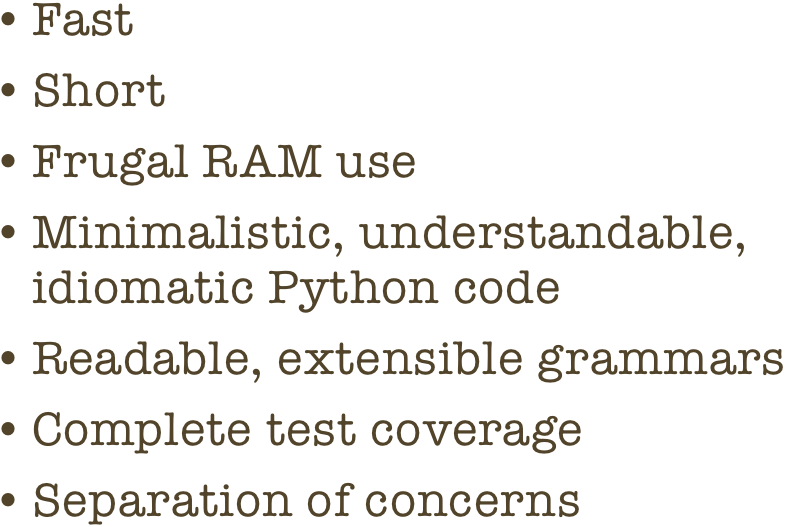 • Fast
• Short
• Frugal RAM use
• Minimalistic, understandable,
idiomatic Python code
• Readable, extensible grammars
• Complete test coverage
• Separation of concerns